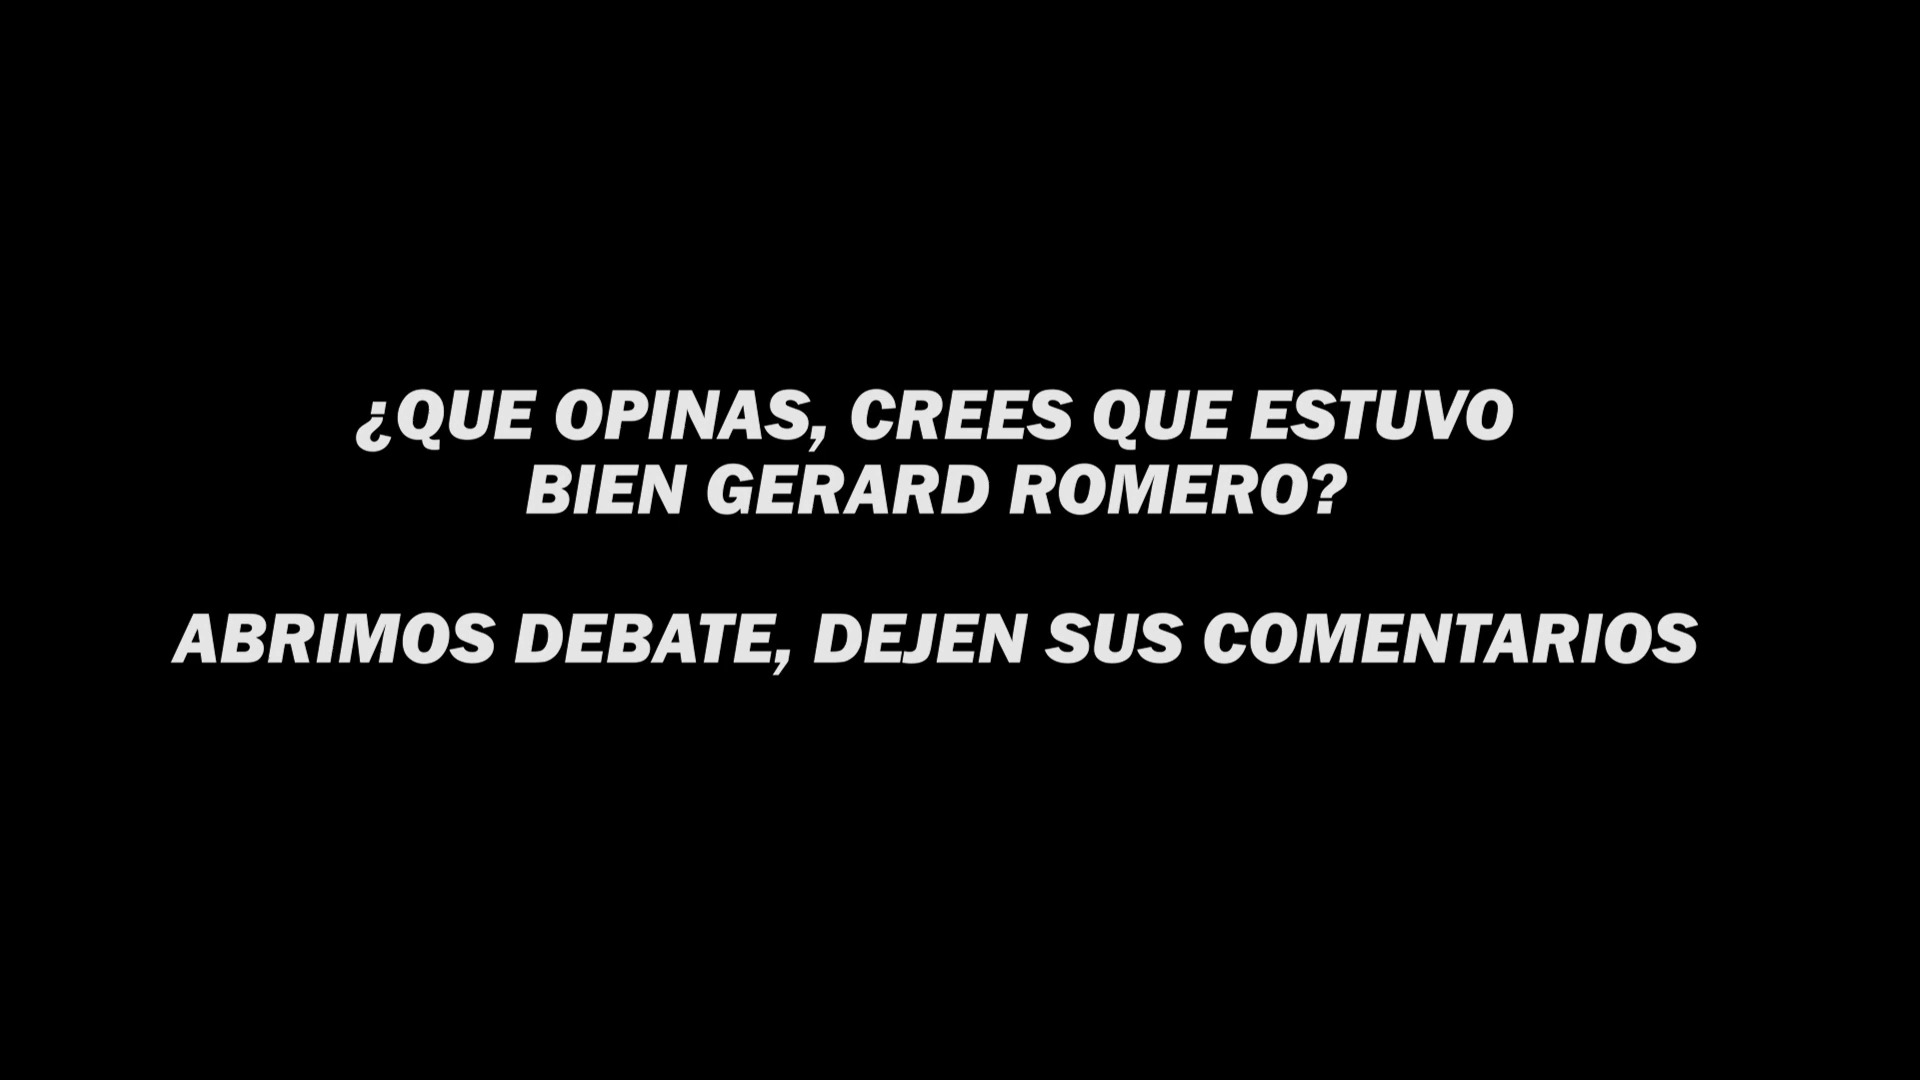 ¿QUE OPINAS, CREES QUE ESTUVO
BIEN GERARD ROMERO?
ABRIMOS DEBATE, DEJEN SUS COMENTARIOS